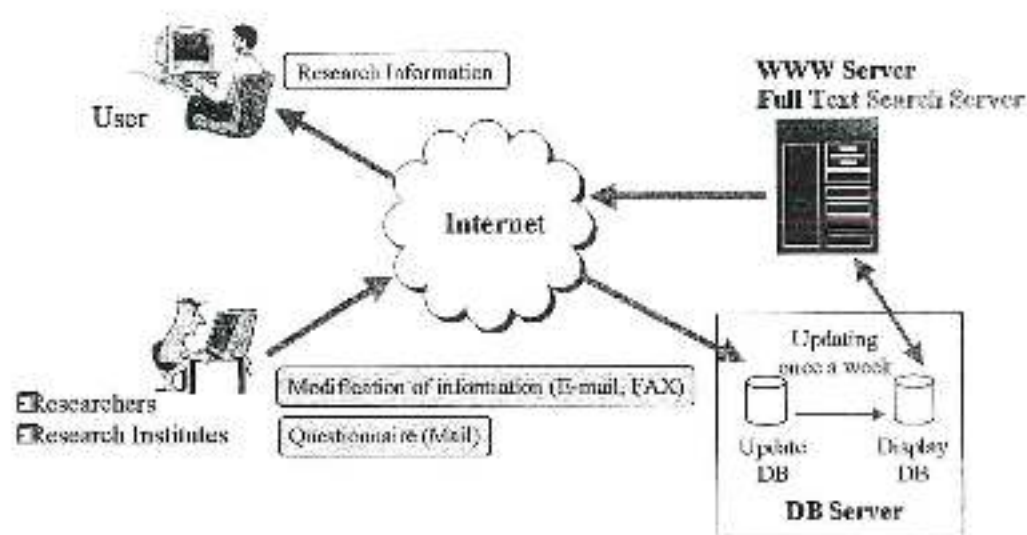 Research Information
User
WWW Server
Full Text Search Server
Internet
Researchers
Research Institutes
Modification of information (E-mail, FAX)
Questionnaire (Mail)
Updating
once a week
Update
DB
Display
DB
DB Server